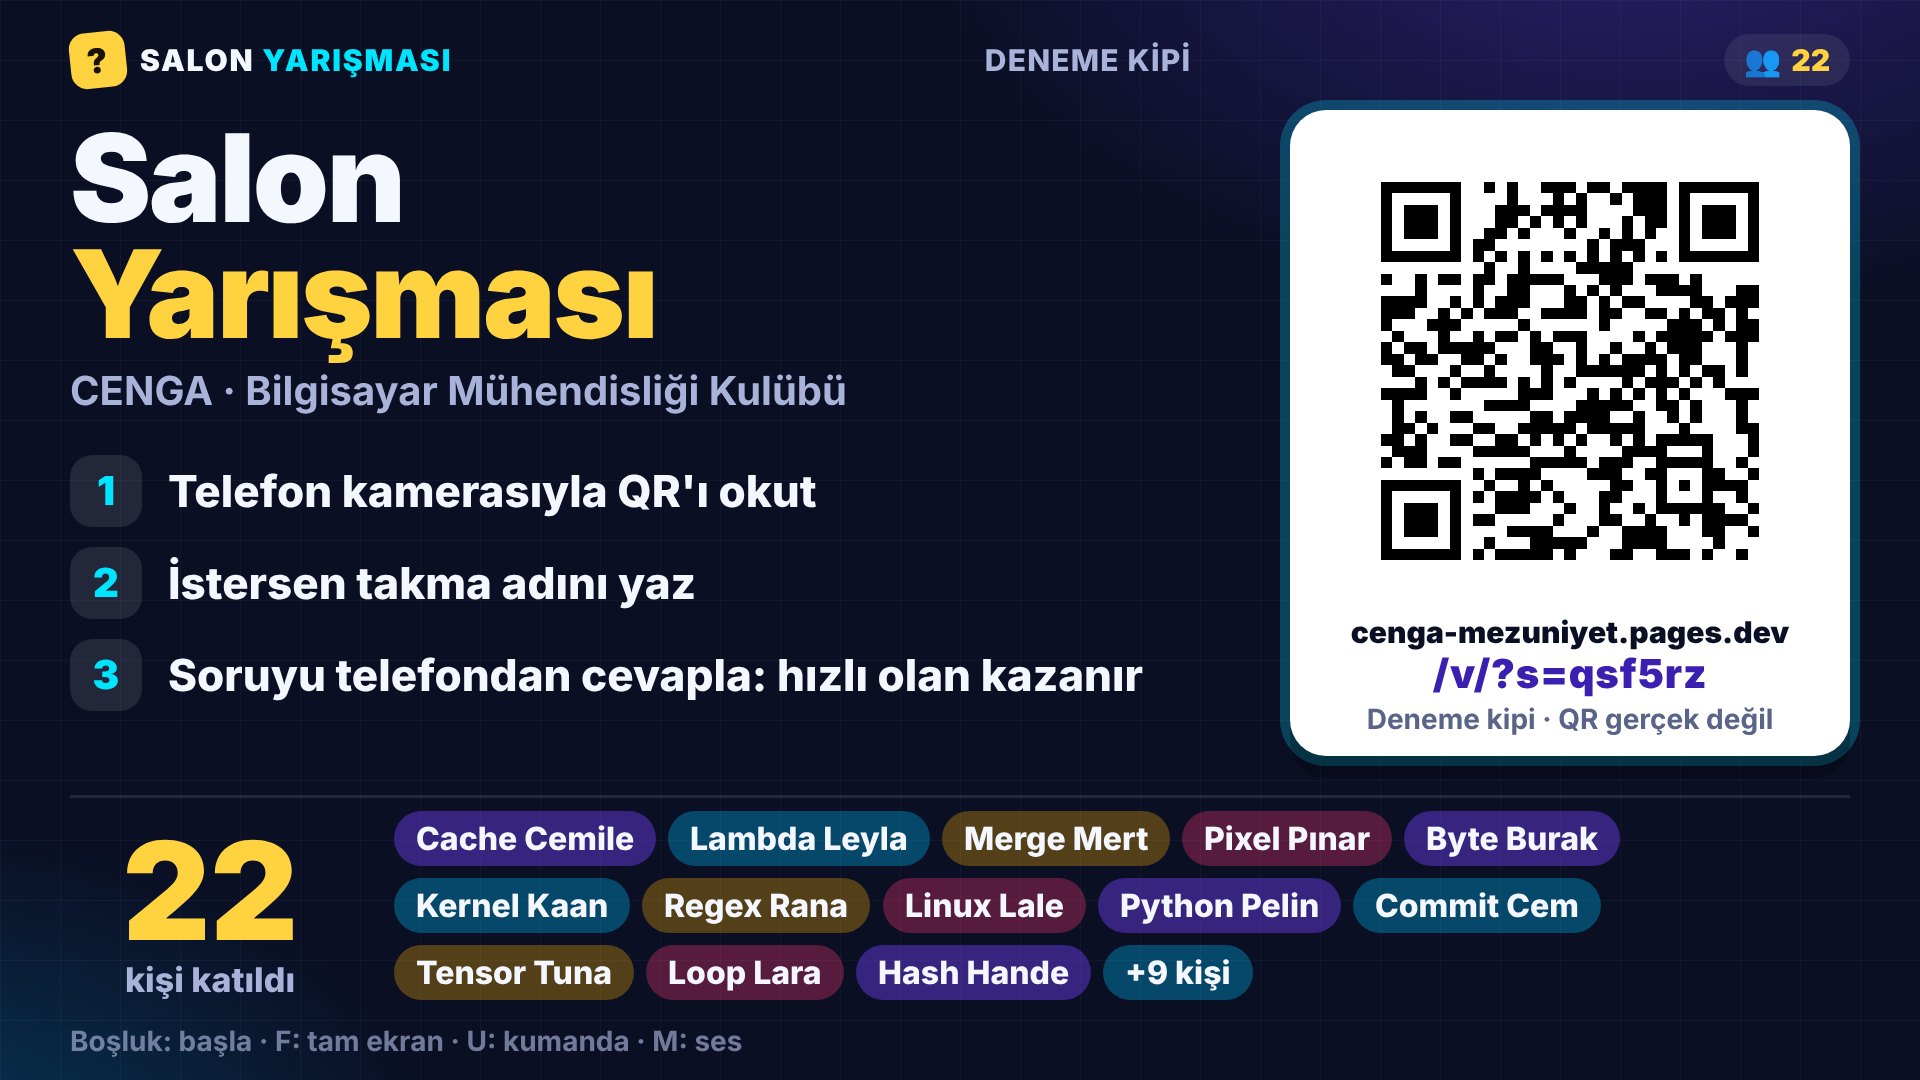 ? SALON YARIŞMASI
DENEME KİPİ
👥 22
Salon
Yarışması
CENGA · Bilgisayar Mühendisliği Kulübü
1 Telefon kamerasıyla QR'ı okut
2 İstersen takma adını yaz
3 Soruyu telefondan cevapla: hızlı olan kazanır
cenga-mezuniyet.pages.dev
/v/?s=qsf5rz
Deneme kipi · QR gerçek değil
22
kişi katıldı
Cache Cemile Lambda Leyla Merge Mert Pixel Pınar Byte Burak
Kernel Kaan Regex Rana Linux Lale Python Pelin Commit Cem
Tensor Tuna Loop Lara Hash Hande +9 kişi
Boşluk: başla · F: tam ekran · U: kumanda · M: ses